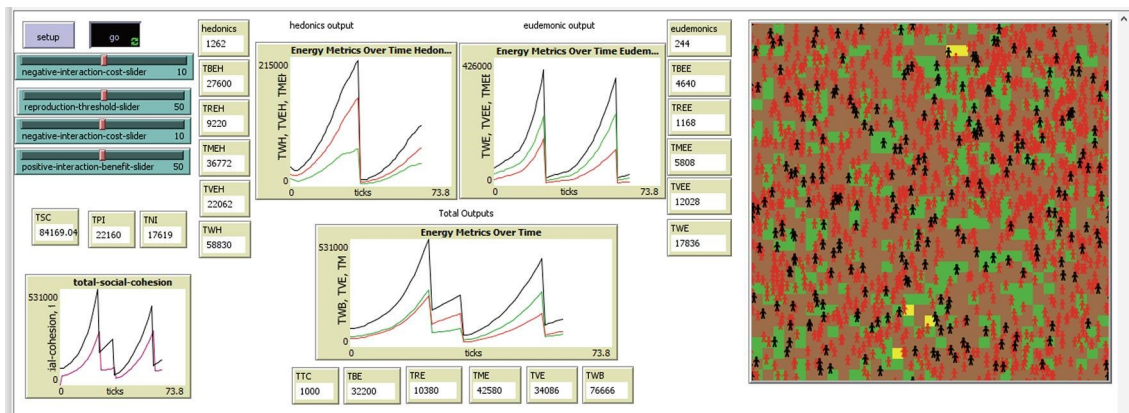 setup
go
negative-interaction-cost-slider 10
reproduction-threshold-slider 50
negative-interaction-cost-slider 10
positive-interaction-benefit-slider 50
TSC
84169.04
TPI
22160
TNI
17619
total-social-cohesion
531000
ial-cohesion, t
0
0
ticks
73.8
hedonics
1262
TBEH
27600
TREH
9220
TMEH
36772
TVEH
22062
TWH
58830
hedonics output
Energy Metrics Over Time Hedon...
215000
TWH, TVEH, TMEH
0
0
ticks
73.8
eudemonic output
Energy Metrics Over Time Eudem...
426000
TWE, TVEE, TMEE
0
0
ticks
73.8
Total Outputs
Energy Metrics Over Time
531000
TWB, TVE, TM
0
0
ticks
73.8
TTC
1000
TBE
32200
TRE
10380
TME
42580
TVE
34086
TWB
76666
eudemonics
244
TBEE
4640
TREE
1168
TMEE
5808
TVEE
12028
TWE
17836